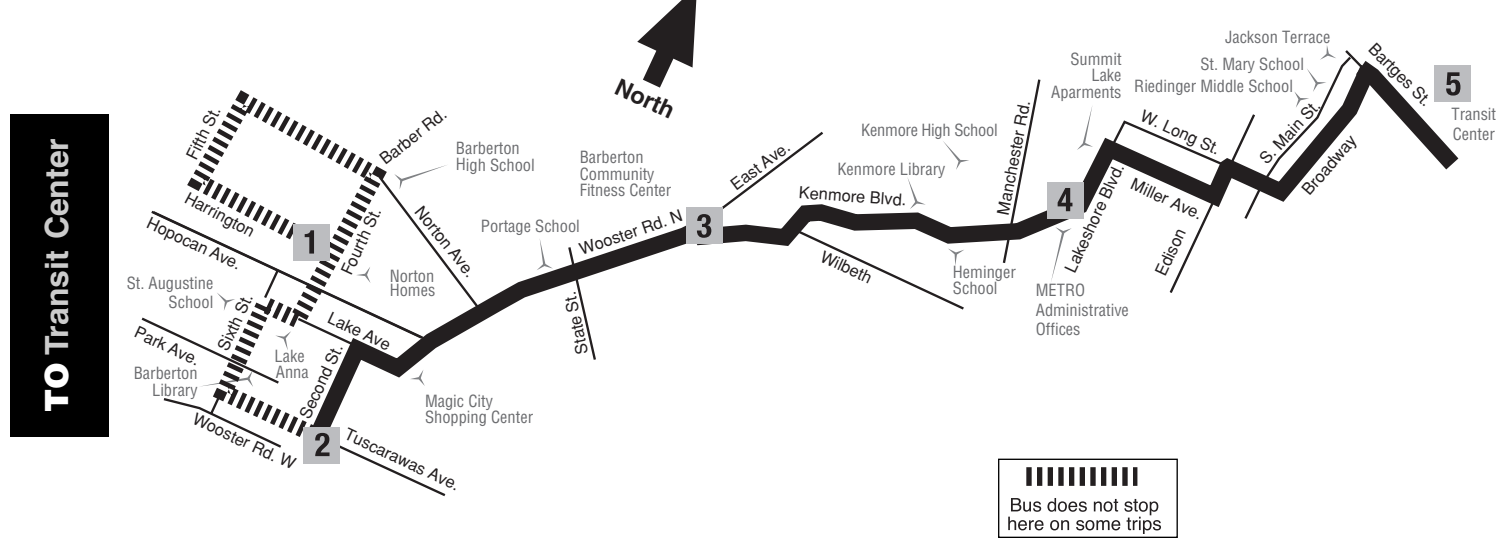 TO Transit Center
North
Fifth St.
Harrington
Barber Rd.
Barberton
High School
1
Fourth St.
Norton Ave.
Hopocan Ave.
Norton
Homes
St. Augustine
School
Sixth St.
Park Ave.
Lake
Anna
Lake Ave
Barberton
Library
Second St.
Wooster Rd. W
2
Tuscarawas Ave.
Magic City
Shopping Center
Portage School
State St.
Barberton
Community
Fitness Center
Wooster Rd. N
3
East Ave.
Kenmore High School
Kenmore Library
Kenmore Blvd.
Wilbeth
Heminger
School
Manchester Rd.
Summit
Lake
Aparments
4
METRO
Administrative
Offices
Lakeshore Blvd.
W. Long St.
Miller Ave.
Edison
Jackson Terrace
St. Mary School
Riedinger Middle School
S. Main St.
Broadway
Bartges St.
5
Transit
Center
Bus does not stop
here on some trips